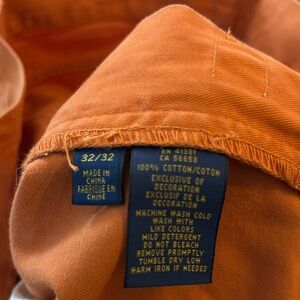 32/32
MADE IN
CHINA
FABRIQUE EN
CHINE
RN 41381
CA 56658
100% COTTON/COTON
EXCLUSIVE OF
DECORATION
EXCLUSIF DE LA
DECORATION
MACHINE WASH COLD
WASH WITH
LIKE COLORS
MILD DETERGENT
DO NOT BLEACH
REMOVE PROMPTLY
TUMBLE DRY LOW
WARM IRON IF NEEDED